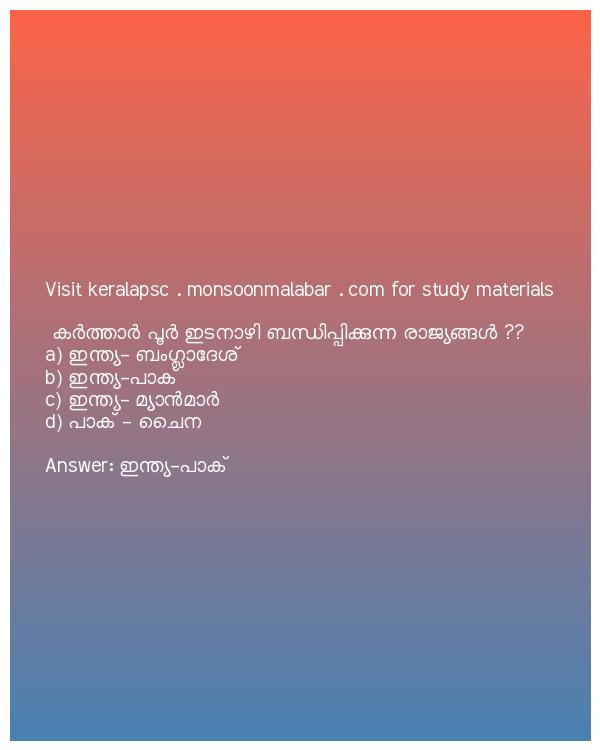 Visit keralapsc . monsoonmalabar . com for study materials
കർത്താർ പൂർ ഇടനാഴി ബന്ധിപ്പിക്കുന്ന രാജ്യങ്ങൾ ??
a) ഇന്ത്യ- ബംഗ്ലാദേശ്
b) ഇന്ത്യ-പാക്
c) ഇന്ത്യ- മ്യാൻമാർ
d) പാക് - ചൈന
Answer: ഇന്ത്യ-പാക്